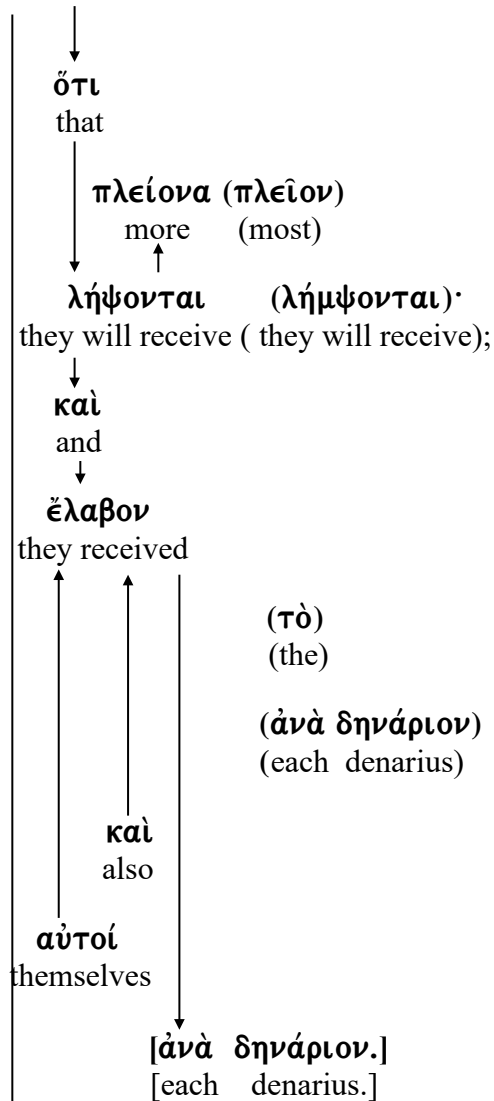 ὅτι
that
πλείονα (πλεῖον)
more (most)
λήψονται (λήμψονται)·
they will receive ( they will receive);
καὶ
and
ἔλαβον
they received
(τὸ)
(the)
(ἀνὰ δηνάριον)
(each denarius)
καὶ
also
αὐτοί
themselves
[ἀνὰ δηνάριον.]
[each denarius.]